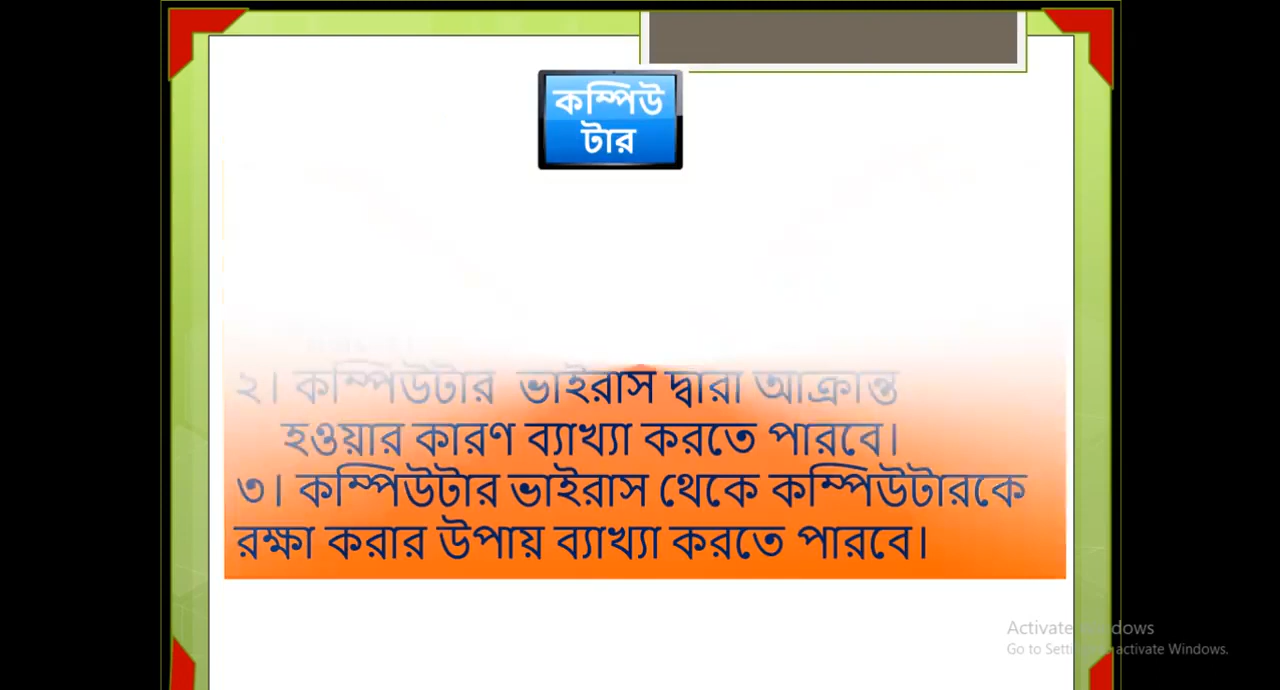 কম্পিউ
টার
২। কম্পিউটার ভাইরাস দ্বারা আক্রান্ত
হওয়ার কারণ ব্যাখ্যা করতে পারবে।
৩। কম্পিউটার ভাইরাস থেকে কম্পিউটারকে
রক্ষা করার উপায় ব্যাখ্যা করতে পারবে।
Activate Windows
Go to Settings to activate Windows.